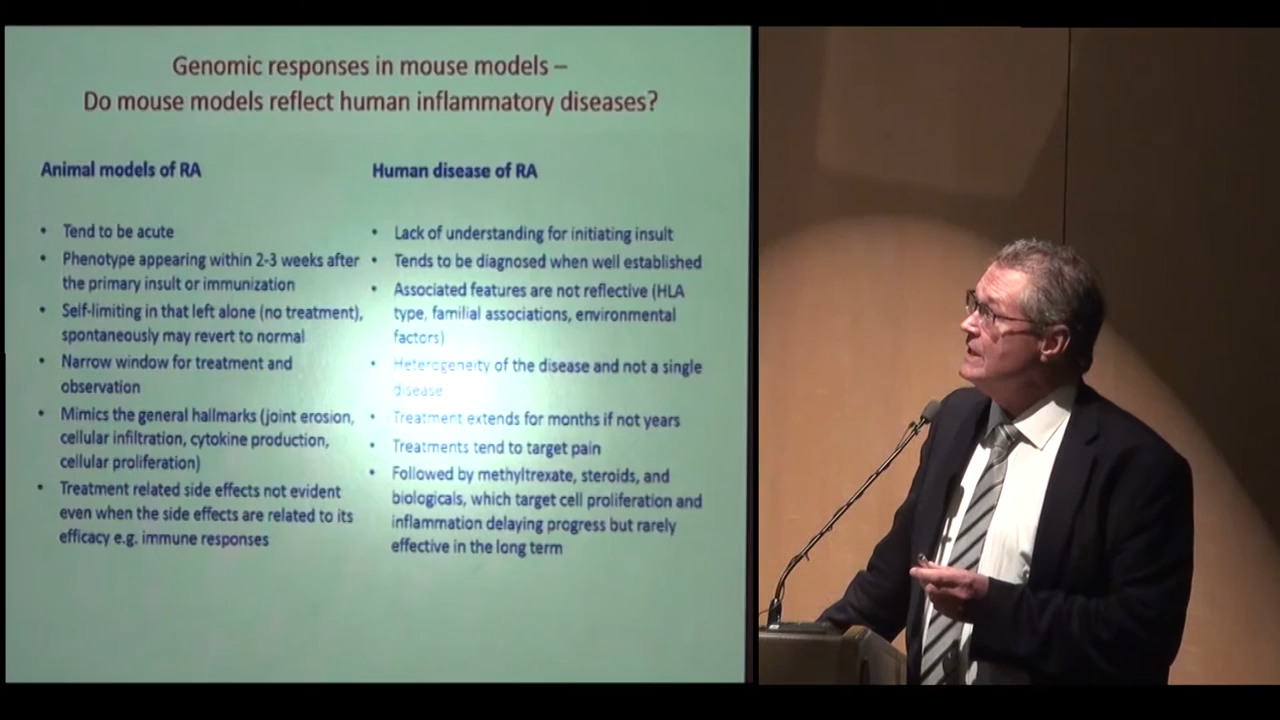 Genomic responses in mouse models –
Do mouse models reflect human inflammatory diseases?
Animal models of RA
• Tend to be acute
• Phenotype appearing within 2-3 weeks after
the primary insult or immunization
• Self-limiting in that left alone (no treatment),
spontaneously may revert to normal
• Narrow window for treatment and
observation
• Mimics the general hallmarks (joint erosion,
cellular infiltration, cytokine production,
cellular proliferation)
• Treatment related side effects not evident
even when the side effects are related to its
efficacy e.g. immune responses
Human disease of RA
• Lack of understanding for initiating insult
• Tends to be diagnosed when well established
• Associated features are not reflective (HLA
type, familial associations, environmental
factors)
• Heterogeneity of the disease and not a single
disease
• Treatment extends for months if not years
• Treatments tend to target pain
• Followed by methyltrexate, steroids, and
biologicals, which target cell proliferation and
inflammation delaying progress but rarely
effective in the long term